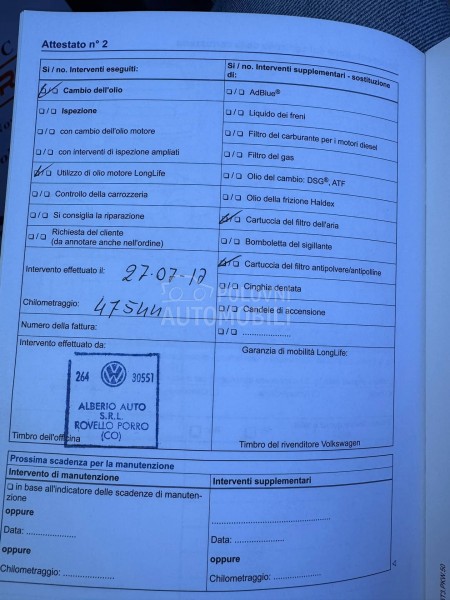 Attestato n° 2
Si / no. Interventi eseguiti:
❏ / ❏ Cambio dell'olio
❏ / ❏ Ispezione
❏ / ❏ con cambio dell'olio motore
❏ / ❏ con interventi di ispezione ampliati
❏ / ❏ Utilizzo di olio motore LongLife
❏ / ❏ Controllo della carrozzeria
❏ / ❏ Si consiglia la riparazione
❏ / ❏ Richiesta del cliente
(da annotare anche nell'ordine)
Intervento effettuato il: 27-07-17
Chilometraggio:
Numero della fattura:
Intervento effettuato da:
264 30551
ALBERIO AUTO
S.R.L.
ROVELLO PORRO
(CO)
Timbro dell'officina
Si / no. Interventi supplementari - sostituzione
di:
❏ / ❏ AdBlue®
❏ / ❏ Liquido dei freni
❏ / ❏ Filtro del carburante per i motori diesel
❏ / ❏ Filtro del gas
❏ / ❏ Olio del cambio: DSG®, ATF
❏ / ❏ Olio della frizione Haldex
❏ / ❏ Cartuccia del filtro dell'aria
❏ / ❏ Bomboletta del sigillante
❏ / ❏ Cartuccia del filtro antipolvere/antipolline
❏ / ❏ Cinghia dentata
❏ / ❏ Candele di accensione
❏ / ❏ ....................
Garanzia di mobilità LongLife:
Timbro del rivenditore Volkswagen
POLOVNI
AUTOMOBILI
Prossima scadenza per la manutenzione
Intervento di manutenzione
❏ in base all'indicatore delle scadenze di manuten-
zione
oppure
Data: ....................
oppure
Chilometraggio: ....................
Interventi supplementari
..............................
Data: ....................
oppure
Chilometraggio: ....................